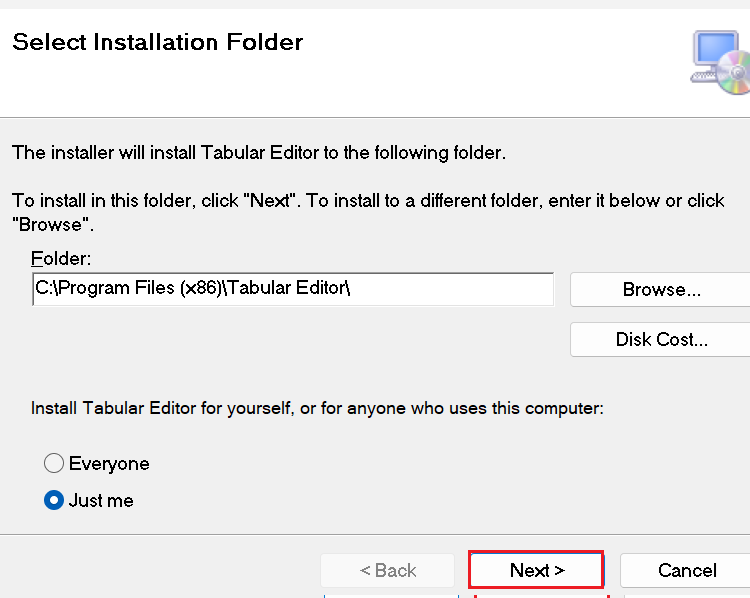 Select Installation Folder
The installer will install Tabular Editor to the following folder.
To install in this folder, click "Next". To install to a different folder, enter it below or click
"Browse".
Folder:
C:\Program Files (x86)\Tabular Editor\
Browse...
Disk Cost...
Install Tabular Editor for yourself, or for anyone who uses this computer:
Everyone
Just me
< Back
Next >
Cancel